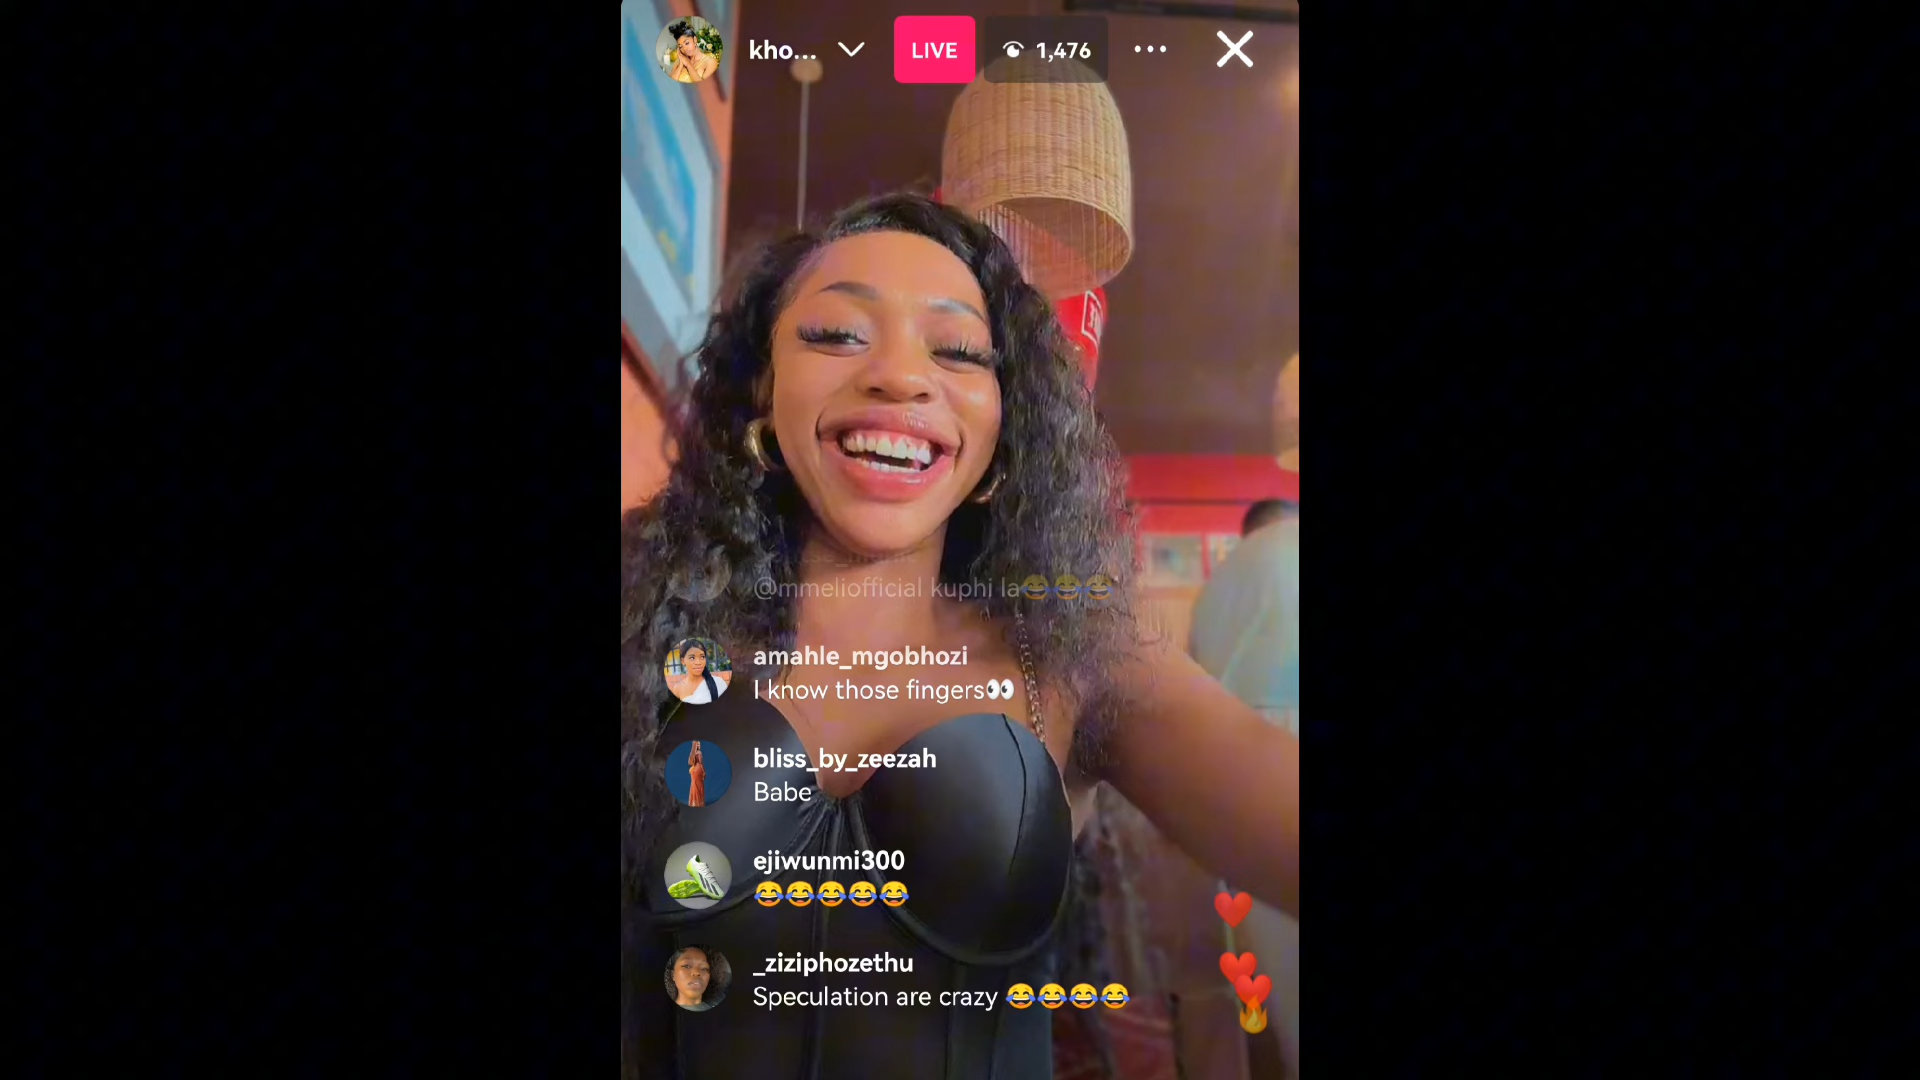 kho...
LIVE
1,476
@mmeliofficial kuphi la😂😂😂
amahle_mgobhozi
I know those fingers👀
bliss_by_zeezah
Babe
ejiwunmi300
😂😂😂😂😂
_ziziphozethu
Speculation are crazy 😂😂😂😂